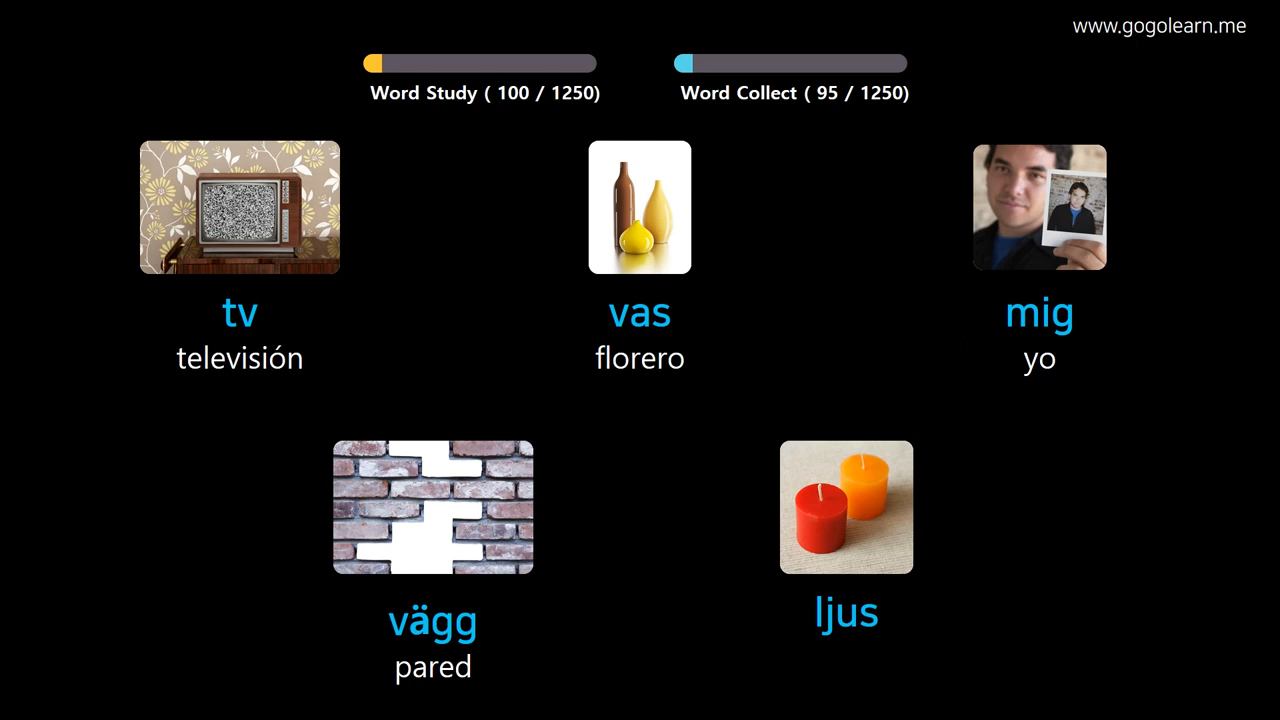 www.gogolearn.me
Word Study ( 100 / 1250)
Word Collect ( 95 / 1250)
tv
televisión
vas
florero
mig
yo
vägg
pared
ljus